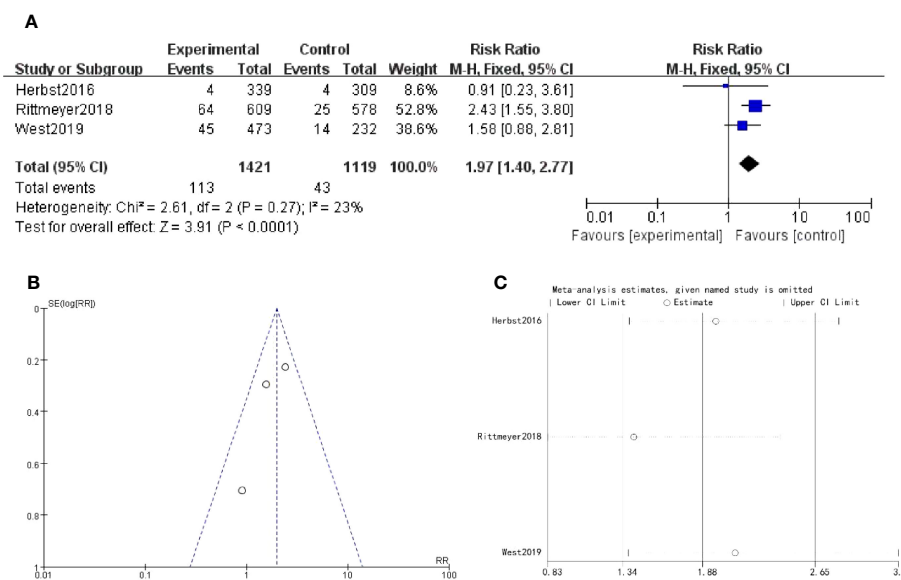 A
Experimental Control Risk Ratio Risk Ratio
Study or Subgroup Events Total Events Total Weight M-H, Fixed, 95% CI M-H, Fixed, 95% CI
Herbst2016 4 339 4 309 8.6% 0.91 [0.23, 3.61]
Rittmeyer2018 64 609 25 578 52.8% 2.43 [1.55, 3.80]
West2019 45 473 14 232 38.6% 1.58 [0.88, 2.81]
Total (95% CI) 1421 1119 100.0% 1.97 [1.40, 2.77]
Total events 113 43
Heterogeneity: Chi² = 2.61, df = 2 (P = 0.27); I² = 23%
Test for overall effect: Z = 3.91 (P < 0.0001)
0.01 0.1 1 10 100
Favours [experimental] Favours [control]
B
SE(log[RR])
0
0.2
0.4
0.6
0.8
1
RR
0.01 0.1 1 10 100
C
Meta-analysis estimates, given named study is omitted
Lower CI Limit Estimate Upper CI Limit
Herbst2016
Rittmeyer2018
West2019
0.83 1.34 1.88 2.65 3.